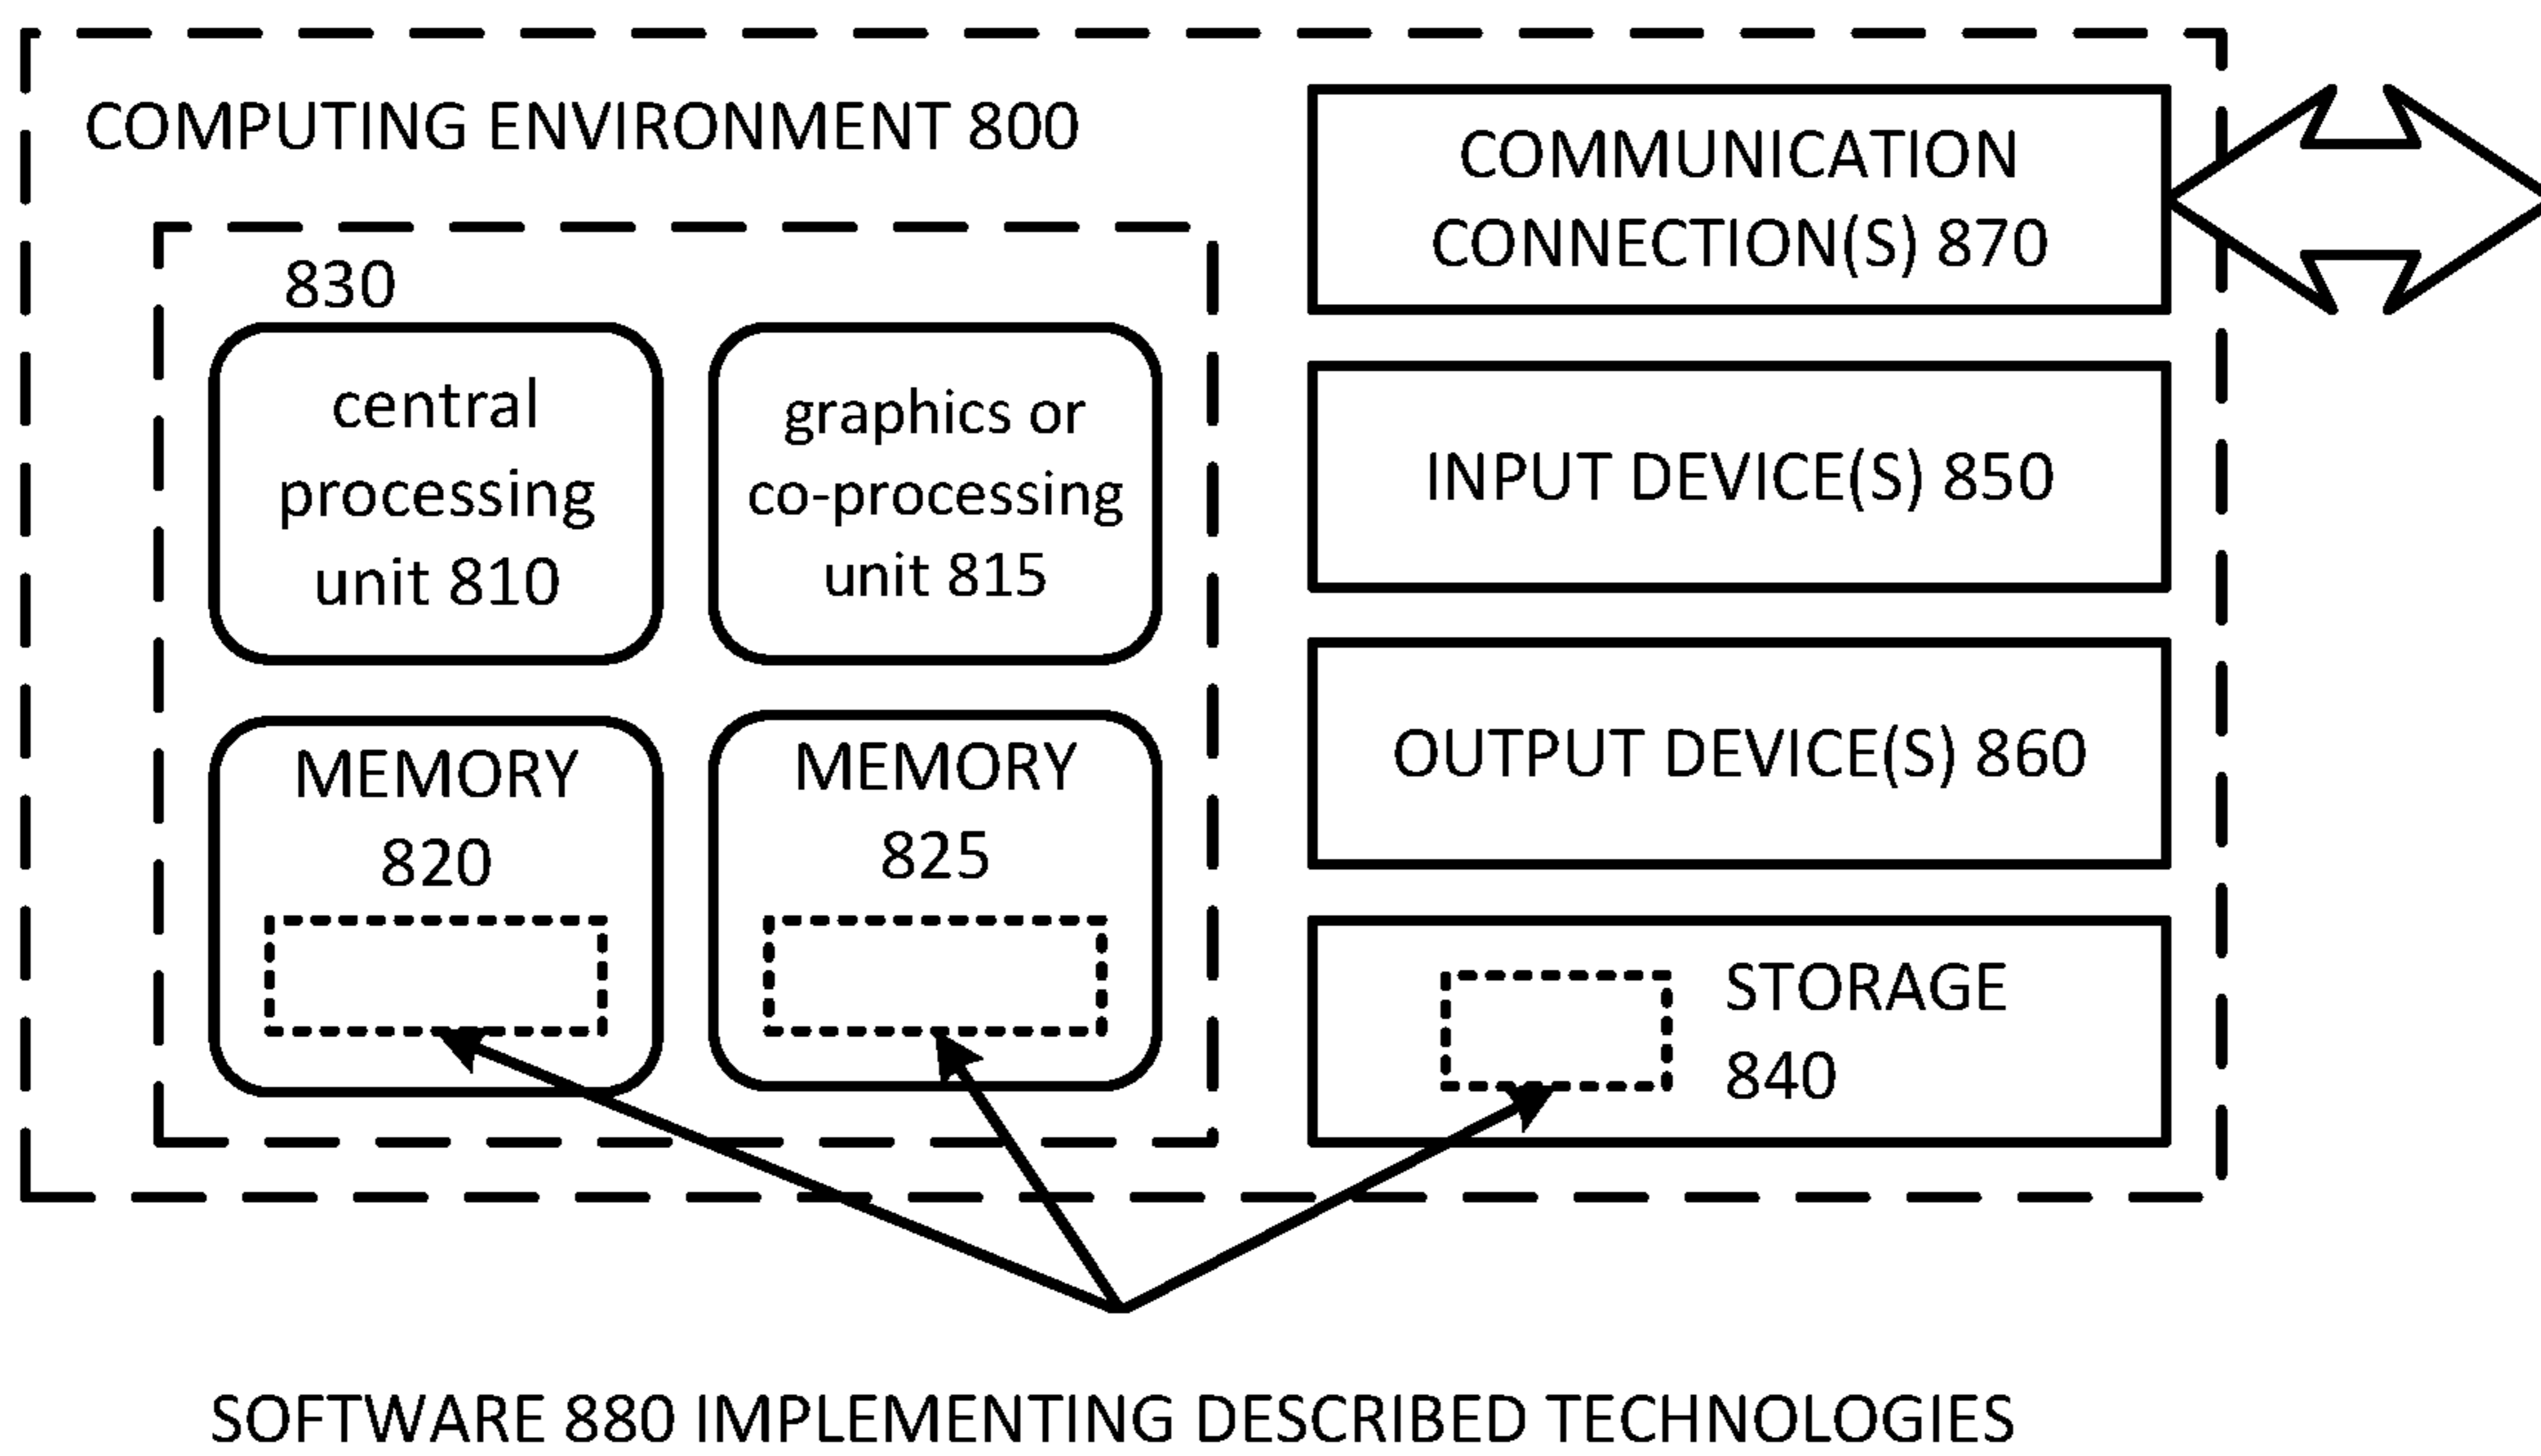 COMPUTING ENVIRONMENT 800
830
central
processing
unit 810
graphics or
co-processing
unit 815
MEMORY
820
MEMORY
825
COMMUNICATION
CONNECTION(S) 870
INPUT DEVICE(S) 850
OUTPUT DEVICE(S) 860
STORAGE
840
SOFTWARE 880 IMPLEMENTING DESCRIBED TECHNOLOGIES